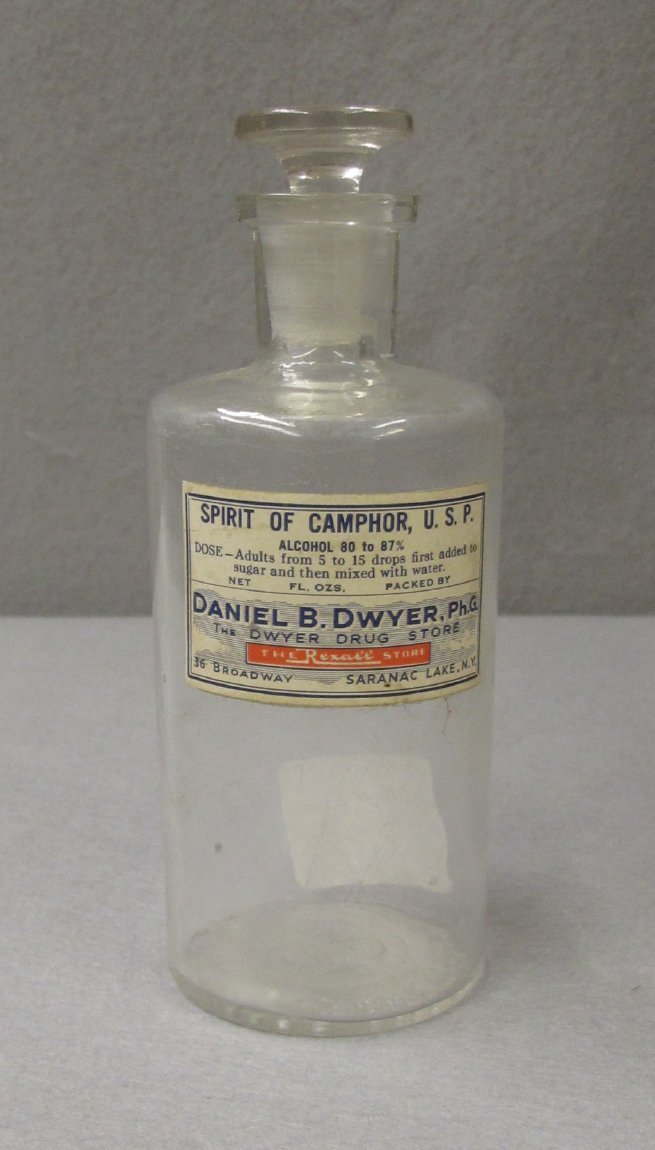 SPIRIT OF CAMPHOR, U. S. P.
ALCOHOL 80 to 87%
DOSE—Adults from 5 to 15 drops first added to
sugar and then mixed with water.
NET FL. OZS. PACKED BY
DANIEL B. DWYER, Ph.G.
THE DWYER DRUG STORE
THE Rexall STORE
36 BROADWAY SARANAC LAKE, N.Y.